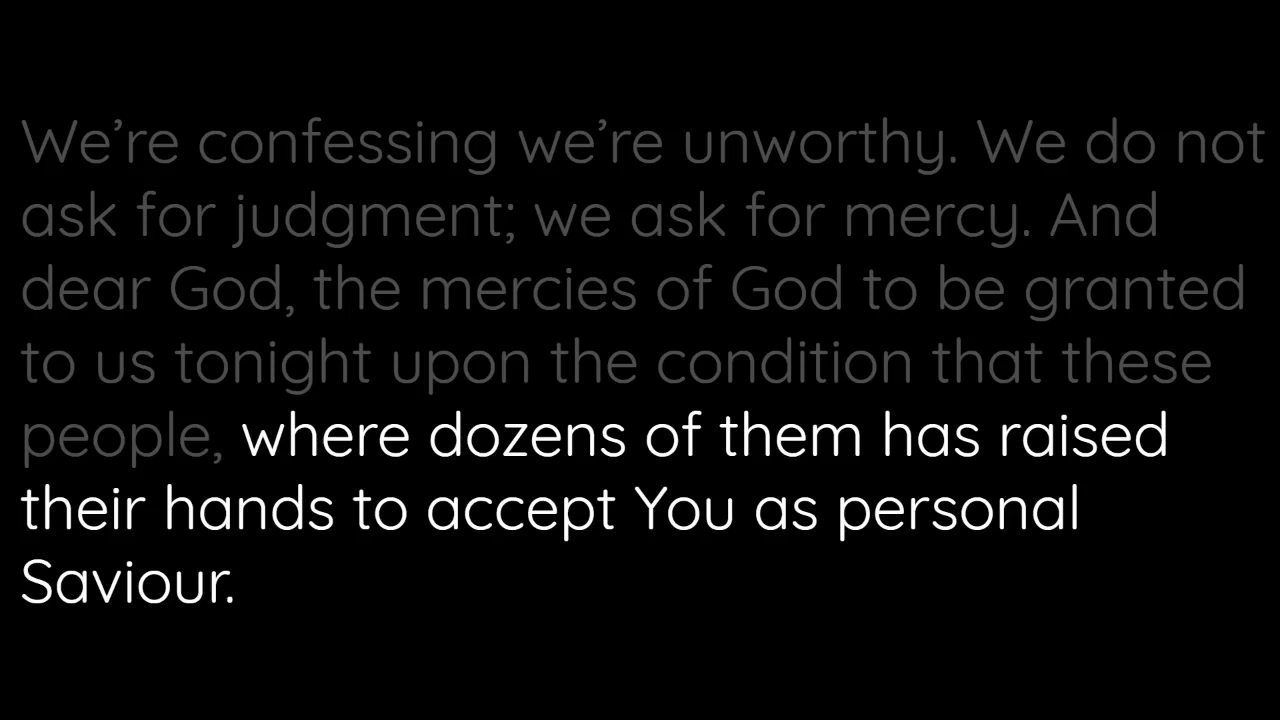 We’re confessing we’re unworthy. We do not
ask for judgment; we ask for mercy. And
dear God, the mercies of God to be granted
to us tonight upon the condition that these
people, where dozens of them has raised
their hands to accept You as personal
Saviour.